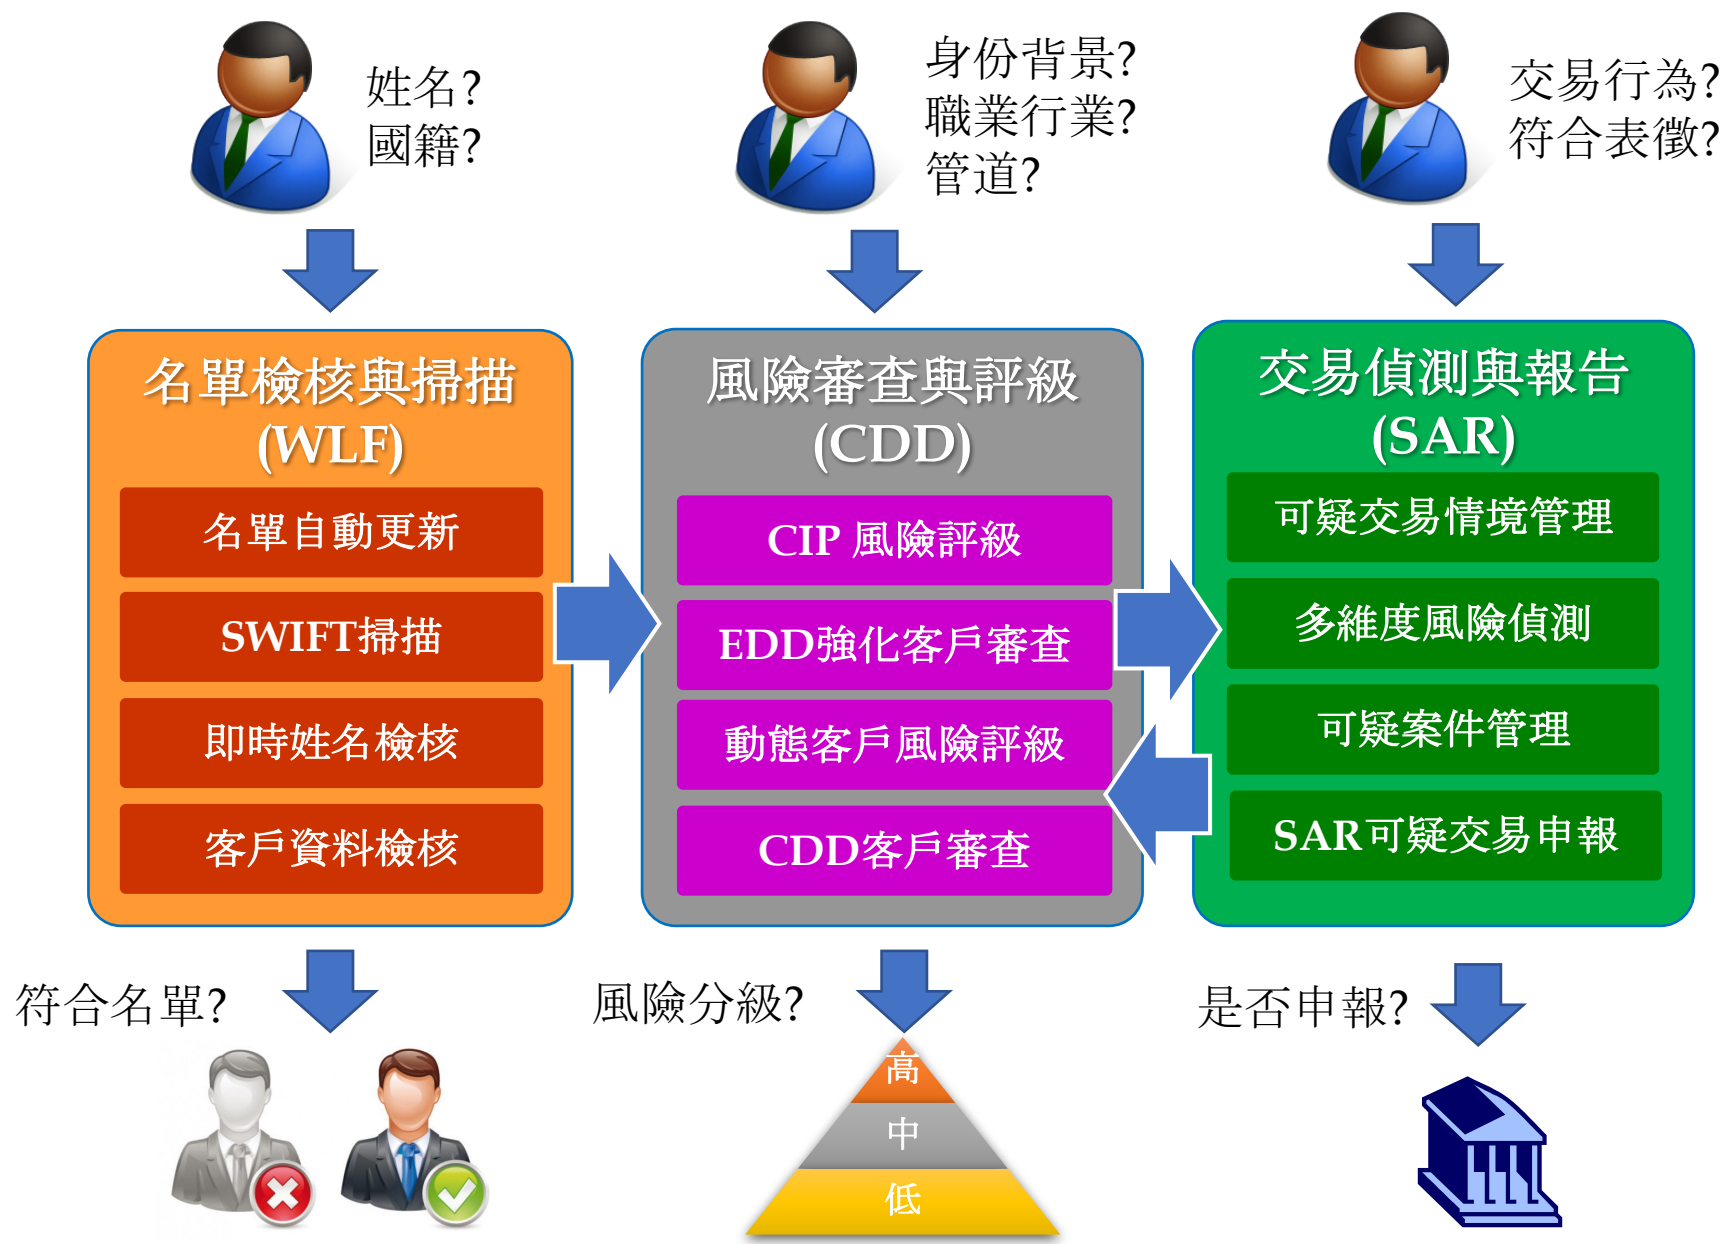 姓名?
國籍?
身份背景?
職業行業?
管道?
交易行為?
符合表徵?
名單檢核與掃描
(WLF)
名單自動更新
SWIFT掃描
即時姓名檢核
客戶資料檢核
風險審查與評級
(CDD)
CIP 風險評級
EDD強化客戶審查
動態客戶風險評級
CDD客戶審查
交易偵測與報告
(SAR)
可疑交易情境管理
多維度風險偵測
可疑案件管理
SAR可疑交易申報
符合名單?
風險分級?
高
中
低
是否申報?